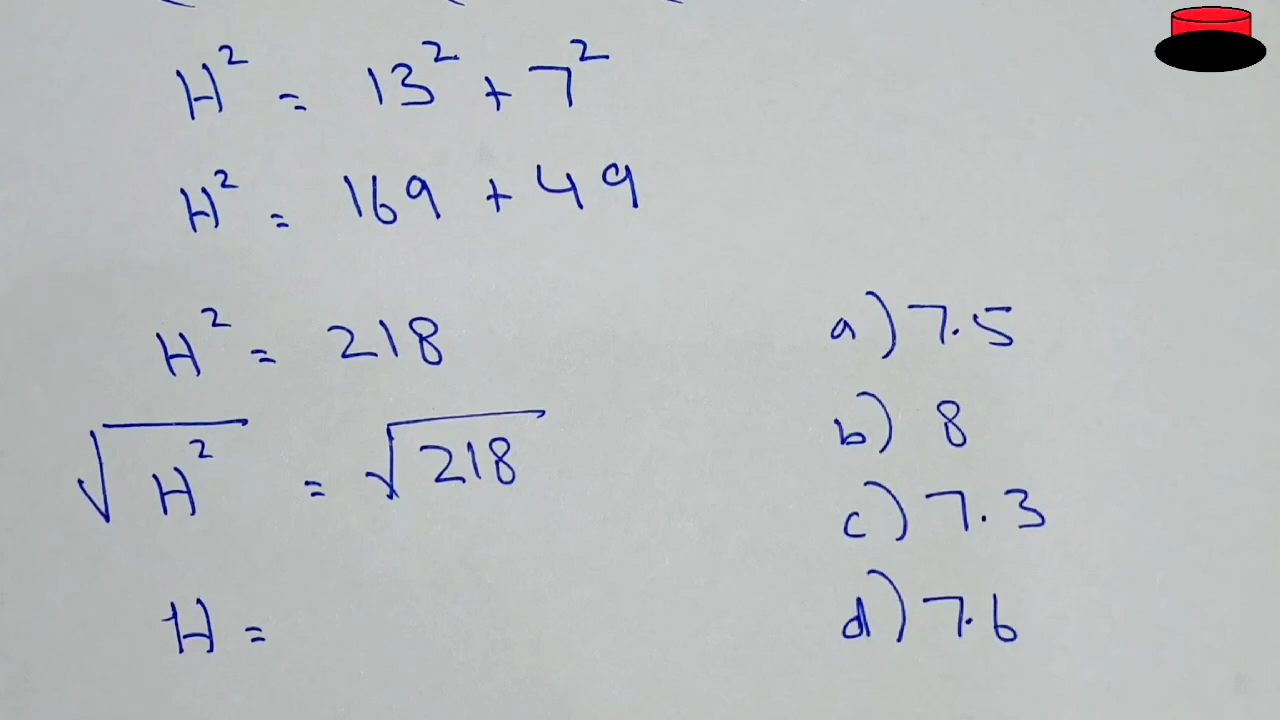 H² = 13² + 7²
H² = 169 + 49
H² = 218
√H² = √218
H =
a) 7.5
b) 8
c) 7.3
d) 7.6